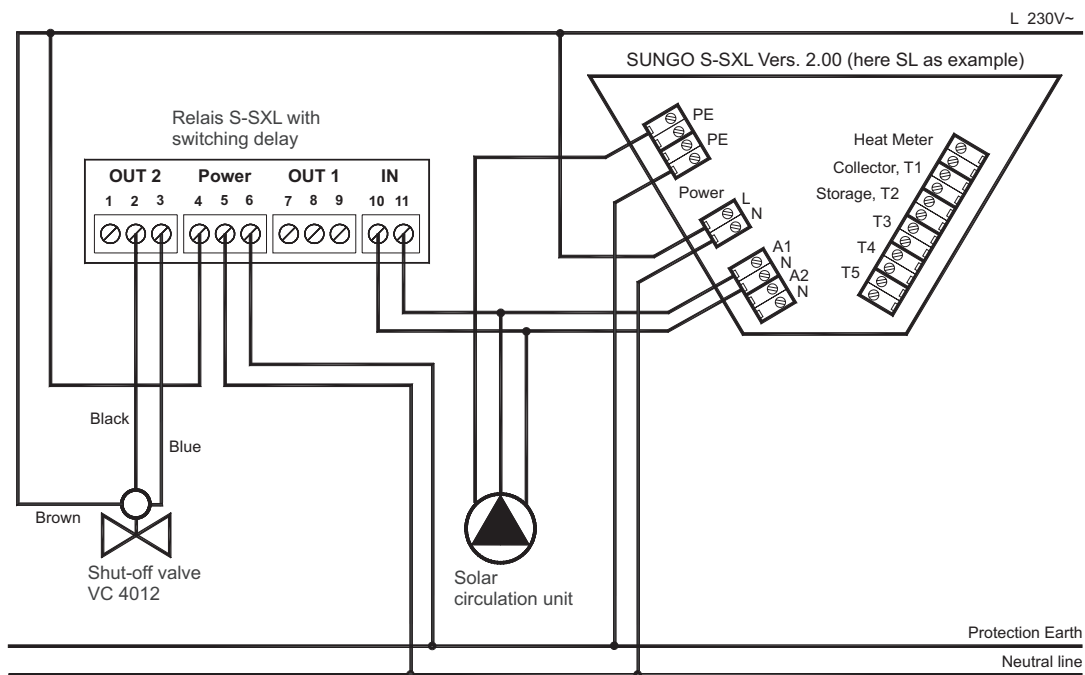 L 230V~
SUNGO S-SXL Vers. 2.00 (here SL as example)
Relais S-SXL with
switching delay
OUT 2 Power OUT 1 IN
1 2 3 4 5 6 7 8 9 10 11
PE
PE
Power
L
N
A1
N
A2
N
Heat Meter
Collector, T1
Storage, T2
T3
T4
T5
Black
Blue
Brown
Shut-off valve
VC 4012
Solar
circulation unit
Protection Earth
Neutral line